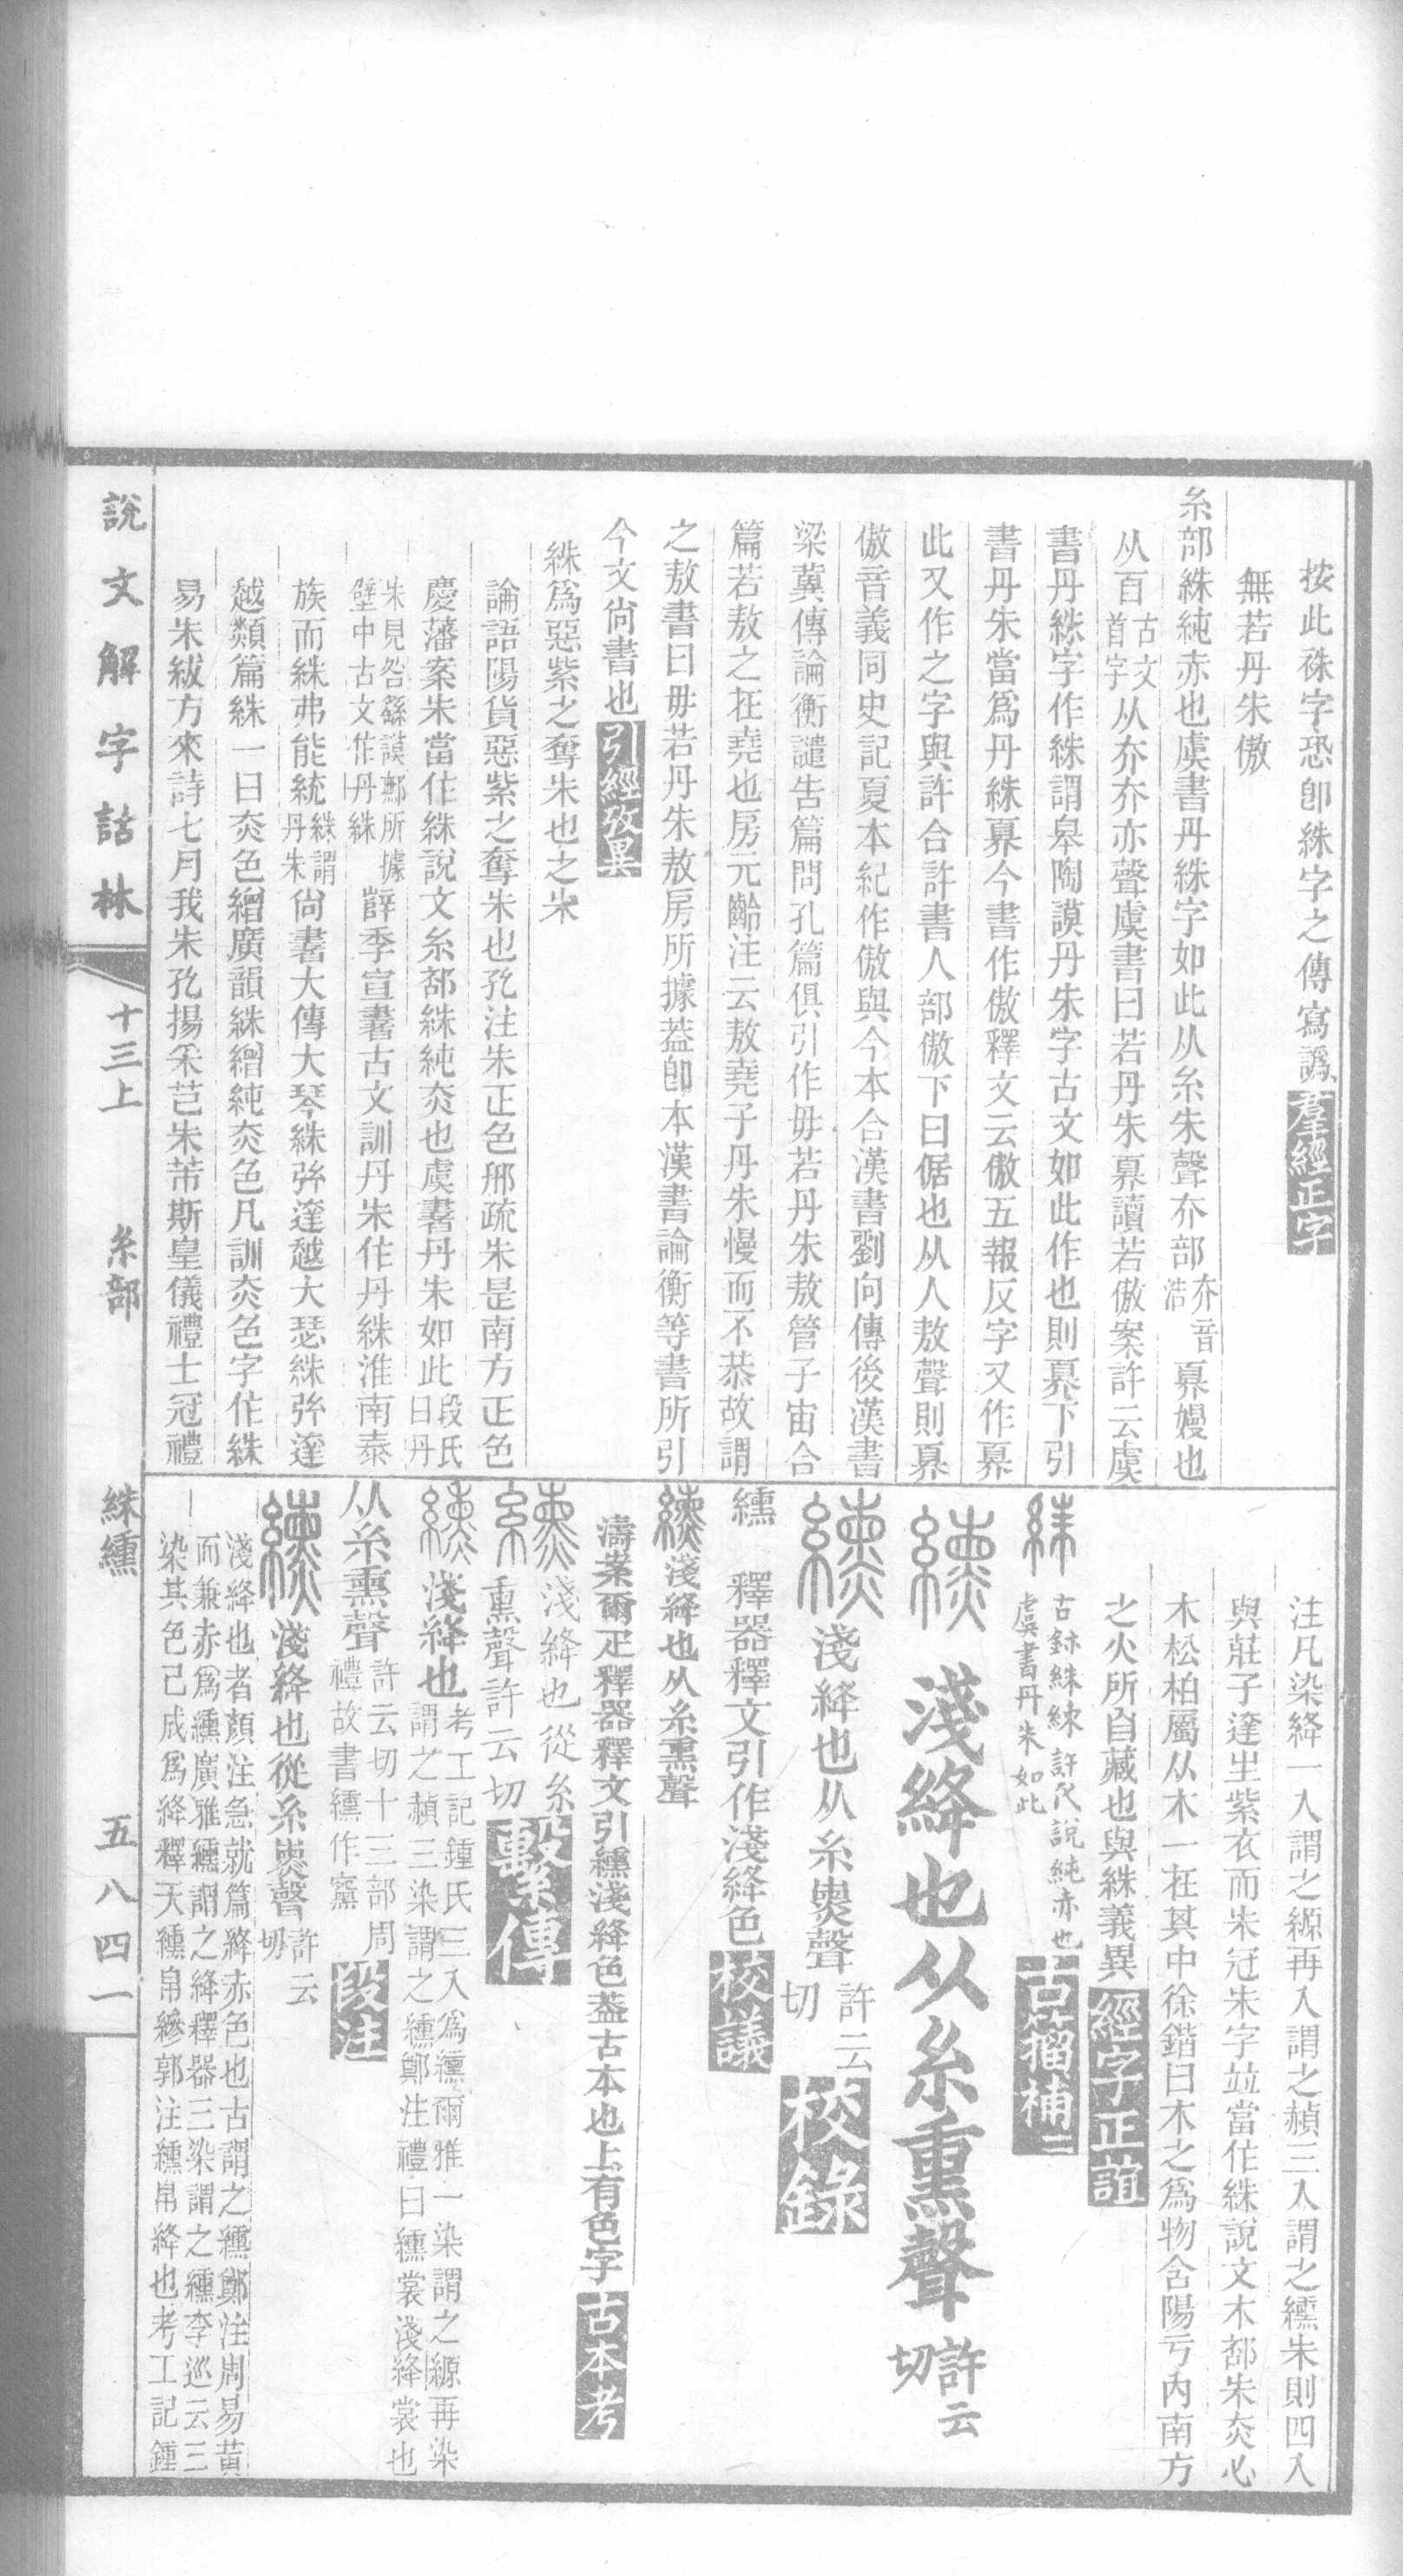 按此絑字恐卽絑字之傳寫譌羣經正字
無若丹朱傲
糸部絑純赤也虞書丹絑字如此从糸朱聲夰部夰音浩奡嫚也
从百古文首字从夰夰亦聲虞書曰若丹朱奡讀若傲案許云虞
書丹絑字作絑謂皋陶謨丹朱字古文如此作也則奡下引
書丹朱當爲丹絑奡今書作傲釋文云傲五報反字又作奡
此又作之字與許合許書人部傲下曰倨也从人敖聲則奡
傲音義同史記夏本紀作傲與今本合漢書劉向傳後漢書
梁冀傳論衡譴告篇問孔篇俱引作毋若丹朱敖管子宙合
篇若敖之在堯也房元齡注云敖堯子丹朱慢而不恭故謂
之敖書曰毋若丹朱敖房所據葢卽本漢書論衡等書所引
今文尙書也引經攷異
絑爲惡紫之奪朱也之朱
論語陽貨惡紫之奪朱也孔注朱正色邢疏朱是南方正色
慶藩案朱當作絑說文糸部絑純赤也虞書丹朱如此段氏曰丹
朱見咎繇謨鄭所據壁中古文作丹絑薛季宣書古文訓丹朱作丹絑淮南泰
族而絑弗能統絑謂丹朱尙書大傳大琴絑弦達越大瑟絑弦達
越類篇絑一曰赤色繒廣韻絑繒純赤色凡訓赤色字作絑
易朱紱方來詩七月我朱孔揚采芑朱芾斯皇儀禮士冠禮
注凡染絳一入謂之縓再入謂之赬三入謂之纁朱則四入
與莊子達生紫衣而朱冠朱字竝當作絑說文木部朱赤心
木松柏屬从木一在其中徐鍇曰木之爲物含陽于內南方
之火所自藏也與絑義異經字正誼
古鉢絑綀許氏說純赤也虞書丹朱如此古籒補二
纁淺絳也从糸熏聲許云切
纁淺絳也从糸熏聲許云切校錄
纁釋器釋文引作淺絳色校議
纁淺絳也从糸熏聲
濤案爾疋釋器釋文引纁淺絳色葢古本也上有色字古本考
纁淺絳也從糸熏聲許云切繫傳
纁淺絳也考工記鍾氏三入爲纁爾雅一染謂之縓再染謂之赬三染謂之纁鄭注禮曰纁裳淺絳裳也
从糸熏聲許云切十三部周禮故書纁作䵫段注
纁淺絳也從糸熏聲許云切
淺絳也者顏注急就篇絳赤色也古謂之纁鄭注周易黃
而兼赤爲纁廣雅纁謂之絳釋器三染謂之纁李巡云三
染其色已成爲絳釋天纁帛縿郭注纁帛絳也考工記鍾
說文解字詁林 十三上 糸部 絑纁 五八四一